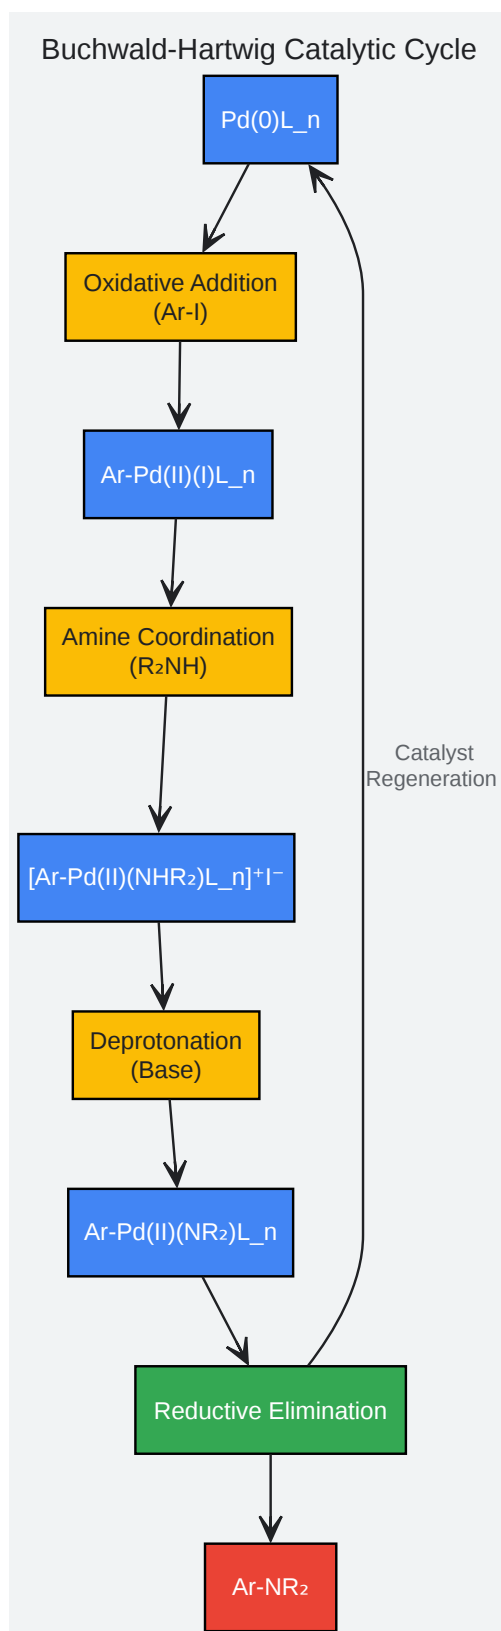 Buchwald-Hartwig Catalytic Cycle
Pd(0)L_n
Oxidative Addition
(Ar-I)
Ar-Pd(II)(I)L_n
Amine Coordination
(R₂NH)
Catalyst
Regeneration
[Ar-Pd(II)(NHR₂)L_n]⁺I⁻
Deprotonation
(Base)
Ar-Pd(II)(NR₂)L_n
Reductive Elimination
Ar-NR₂